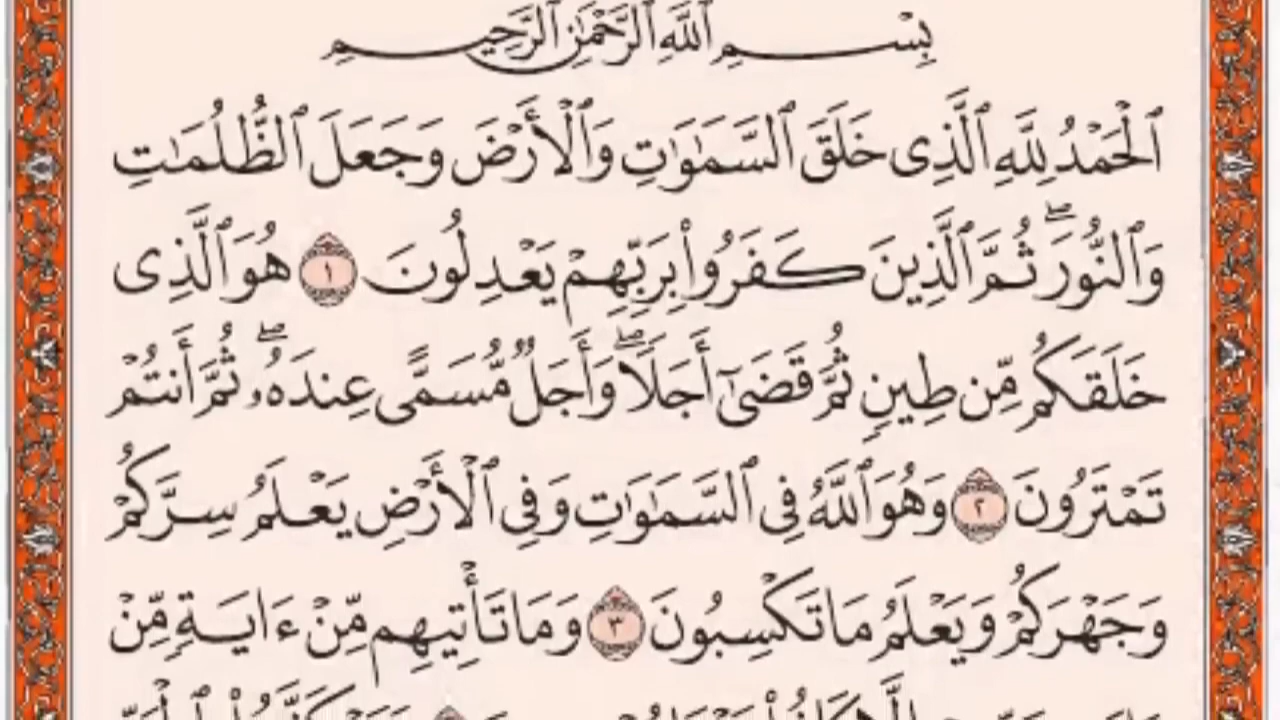 بِسْمِ ٱللَّهِ ٱلرَّحْمَٰنِ ٱلرَّحِيمِ
ٱلْحَمْدُ لِلَّهِ ٱلَّذِى خَلَقَ ٱلسَّمَٰوَٰتِ وَٱلْأَرْضَ وَجَعَلَ ٱلظُّلُمَٰتِ
وَٱلنُّورَ ۖ ثُمَّ ٱلَّذِينَ كَفَرُوا۟ بِرَبِّهِمْ يَعْدِلُونَ ١ هُوَ ٱلَّذِى
خَلَقَكُم مِّن طِينٍ ثُمَّ قَضَىٰٓ أَجَلًا ۖ وَأَجَلٌ مُّسَمًّى عِندَهُۥ ۖ ثُمَّ أَنتُمْ
تَمْتَرُونَ ٢ وَهُوَ ٱللَّهُ فِى ٱلسَّمَٰوَٰتِ وَفِى ٱلْأَرْضِ يَعْلَمُ سِرَّكُمْ
وَجَهْرَكُمْ وَيَعْلَمُ مَا تَكْسِبُونَ ٣ وَمَا تَأْتِيهِم مِّنْ ءَايَةٍ مِّنْ